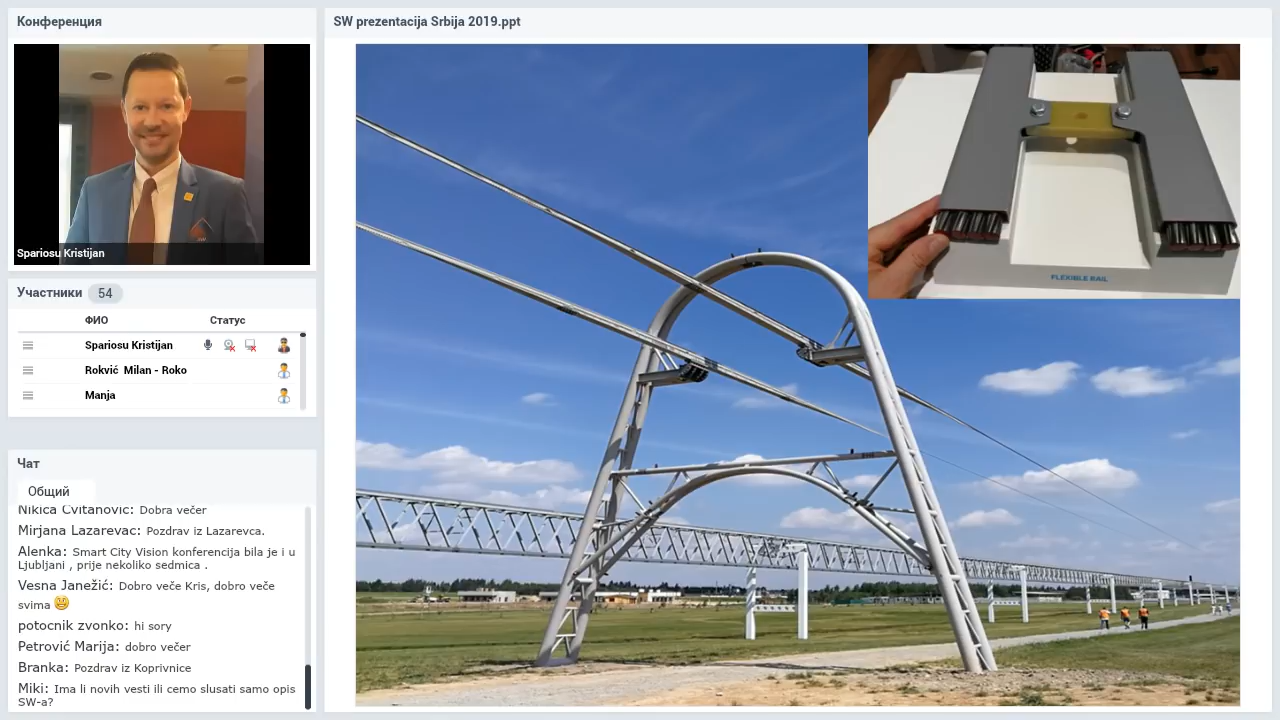 Конференция
Spariosu Kristijan
Участники 54
ФИО Статус
Spariosu Kristijan
Rokvić Milan - Roko
Manja
Чат
Общий
Nikica Cvitanović: Dobra večer
Mirjana Lazarevac: Pozdrav iz Lazarevca.
Alenka: Smart City Vision konferencija bila je i u
Ljubljani , prije nekoliko sedmica .
Vesna Janežić: Dobro veče Kris, dobro veče
svima
potocnik zvonko: hi sory
Petrović Marija: dobro večer
Branka: Pozdrav iz Koprivnice
Miki: Ima li novih vesti ili cemo slusati samo opis
SW-a?
SW prezentacija Srbija 2019.ppt
FLEXIBLE RAIL